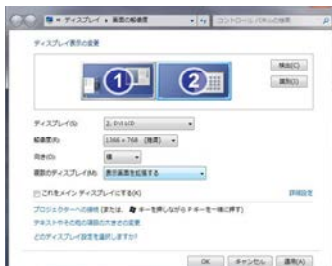 ディスプレイ ▸ 画面の解像度
コントロール パネルの検索
ディスプレイ表示の変更
1
2
検出(C)
識別(I)
ディスプレイ(S)
2.
解像度(R)
1366 × 768 (推奨)
向き(O)
横
複数のディスプレイ(M)
表示画面を拡張する
これをメイン ディスプレイにする(K)
詳細設定
プロジェクターへの接続 (または、 キーを押しながら P キーを一緒に押す)
テキストやその他の項目の大きさの変更
どのディスプレイ設定を選択しますか?
OK
キャンセル
適用(A)